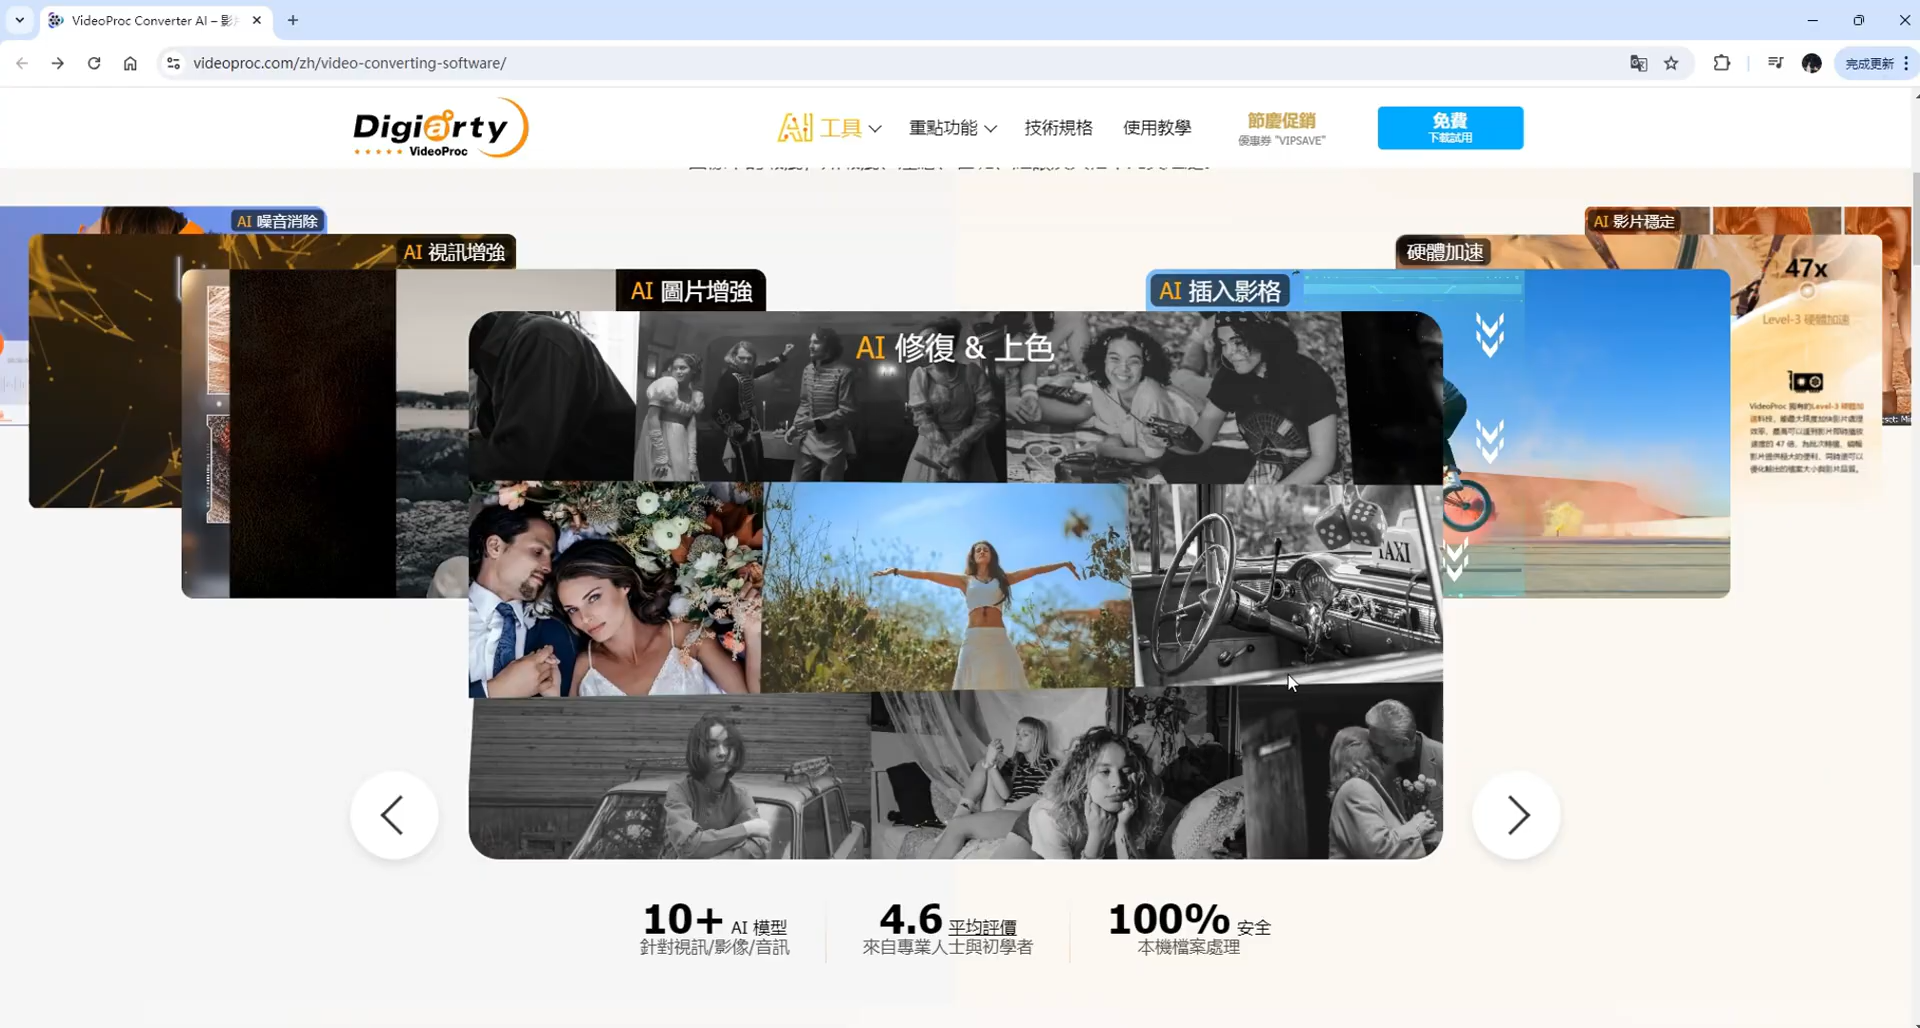 VideoProc Converter AI – 影
videoproc.com/zh/video-converting-software/
完成更新
Digiarty
VideoProc
AI 工具
重點功能
技術規格
使用教學
節慶促銷
優惠券 "VIPSAVE"
免費
下載試用
AI 噪音消除
AI 視訊增強
AI 圖片增強
AI 修復 & 上色
AI 插入影格
硬體加速
AI 影片穩定
47x
Level-3 硬體加速
TAXI
10+ AI 模型
針對視訊/影像/音訊
4.6 平均評價
來自專業人士與初學者
100% 安全
本機檔案處理